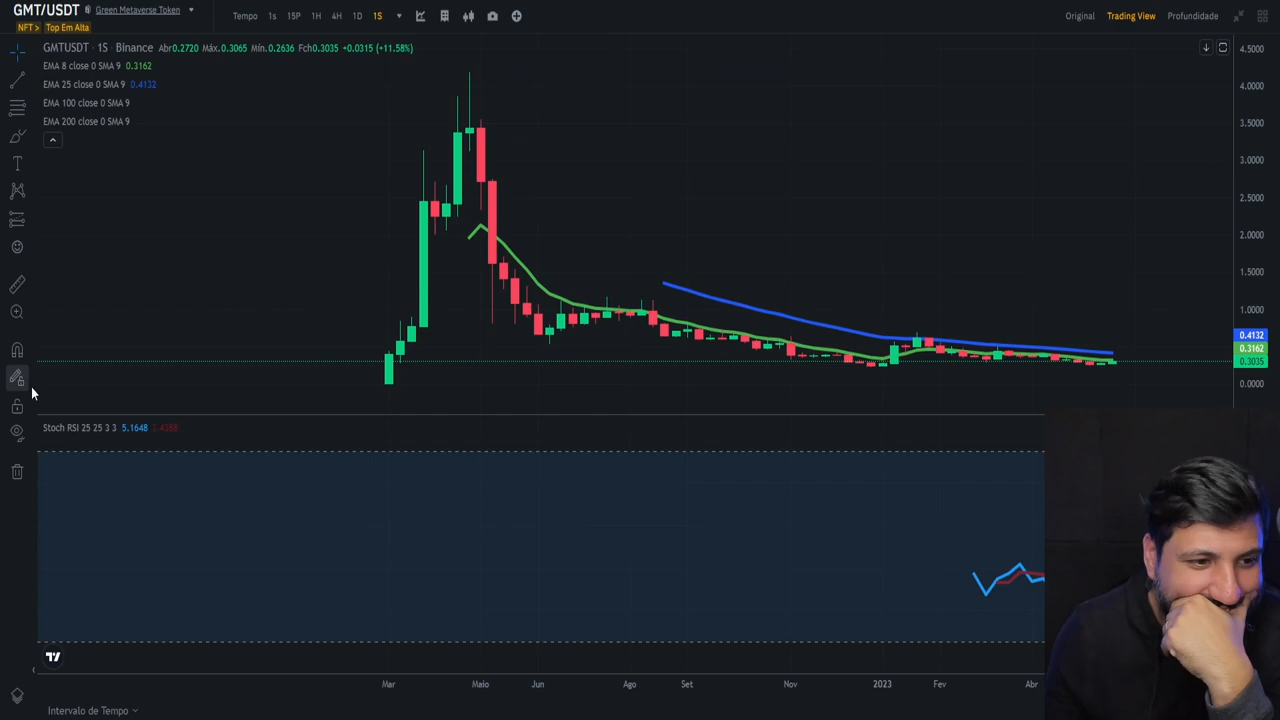 GMT/USDT Green Metaverse Token
NFT > Top Em Alta
Tempo 1s 15P 1H 4H 1D 1S
Original Trading View Profundidade
GMTUSDT · 1S · Binance Abr0.2720 Máx.0.3065 Mín.0.2636 Fch0.3035 +0.0315 (+11.58%)
EMA 8 close 0 SMA 9 0.3162
EMA 25 close 0 SMA 9 0.4132
EMA 100 close 0 SMA 9
EMA 200 close 0 SMA 9
4.5000
4.0000
3.5000
3.0000
2.5000
2.0000
1.5000
1.0000
0.4132
0.3162
0.3035
0.0000
Stoch RSI 25 25 3 3 5.1648
Mar Maio Jun Ago Set Nov 2023 Fev Abr
Intervalo de Tempo